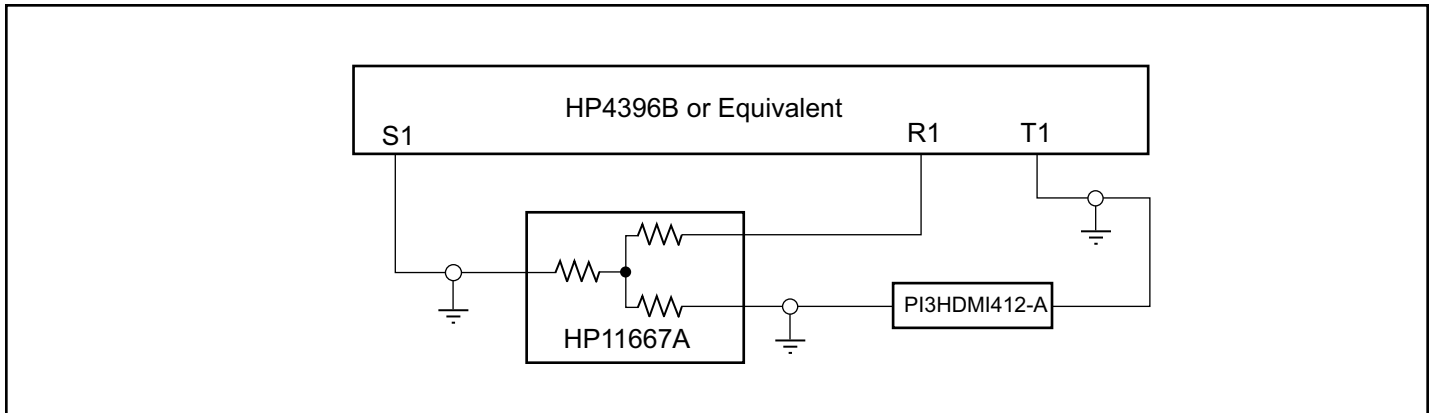 HP4396B or Equivalent
S1
R1
T1
PI3HDMI412-A
HP11667A